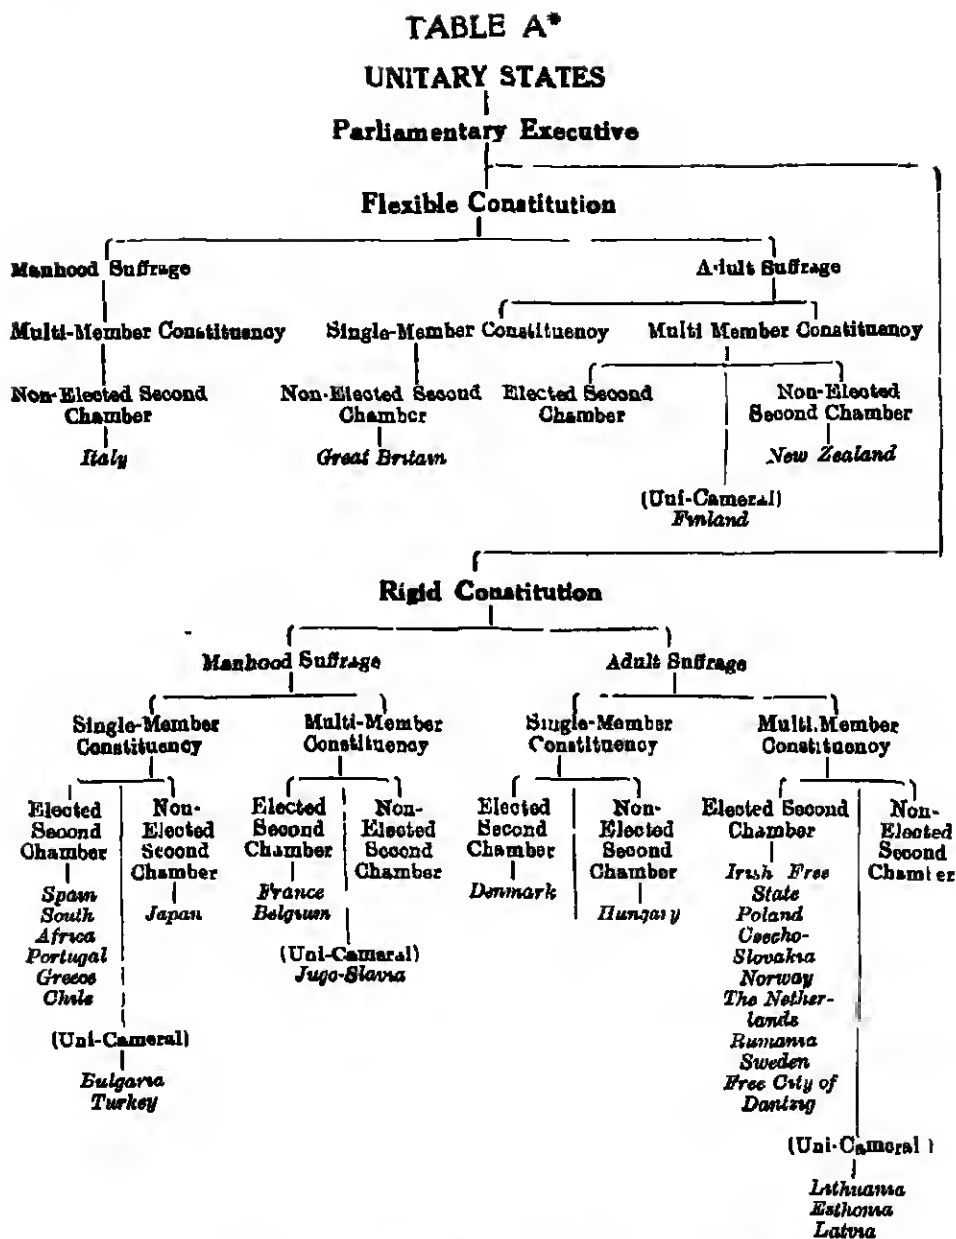 TABLE A*
UNITARY STATES
Parliamentary Executive
Flexible Constitution
Manhood Suffrage
Adult Suffrage
Multi-Member Constituency
Single-Member Constituency
Multi Member Constituency
Non-Elected Second
Chamber
Italy
Non-Elected Second
Chamber
Great Britain
Elected Second
Chamber
Non-Elected
Second Chamber
New Zealand
(Uni-Cameral)
Finland
Rigid Constitution
Manhood Suffrage
Adult Suffrage
Single-Member
Constituency
Multi-Member
Constituency
Single-Member
Constituency
Multi-Member
Constituency
Elected
Second
Chamber
Spain
South
Africa
Portugal
Greece
Chile
Non-
Elected
Second
Chamber
Japan
(Uni-Cameral)
Bulgaria
Turkey
Elected
Second
Chamber
France
Belgium
Non-
Elected
Second
Chamber
(Uni-Cameral)
Jugo-Slavia
Elected
Second
Chamber
Denmark
Non-
Elected
Second
Chamber
Hungary
Elected Second
Chamber
Irish Free
State
Poland
Czecho-
Slovakia
Norway
The Nether-
lands
Rumania
Sweden
Free City of
Danzig
Non-
Elected
Second
Chamber
(Uni-Cameral)
Lithuania
Esthonia
Latvia